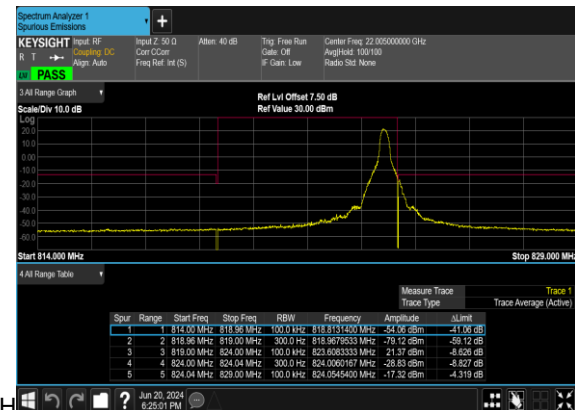 Spectrum Analyzer 1
Spurious Emissions
KEYSIGHT Input: RF Input Z: 50 Ω Atten: 40 dB Trig: Free Run Center Freq: 22.005000000 GHz
R T Coupling: DC Corr CCorr Gate: Off Avg|Hold: 100/100
Align: Auto Freq Ref: Int (S) IF Gain: Low Radio Std: None
PASS
3 All Range Graph
Ref Lvl Offset 7.50 dB
Scale/Div 10.0 dB Ref Value 30.00 dBm
Log
20.0
10.0
0.00
-10.0
-20.0
-30.0
-40.0
-50.0
-60.0
Start 814.000 MHz Stop 829.000 MHz
4 All Range Table
Measure Trace Trace 1
Trace Type Trace Average (Active)
Spur Range Start Freq Stop Freq RBW Frequency Amplitude ΔLimit
1 1 814.00 MHz 818.96 MHz 100.0 kHz 818.8131400 MHz -54.06 dBm -41.06 dB
2 2 818.96 MHz 819.00 MHz 300.0 Hz 818.9679533 MHz -79.12 dBm -59.12 dB
3 3 819.00 MHz 824.00 MHz 100.0 kHz 823.6083333 MHz 21.37 dBm -8.626 dB
4 4 824.00 MHz 824.04 MHz 300.0 Hz 824.0060167 MHz -28.83 dBm -8.827 dB
5 5 824.04 MHz 829.00 MHz 100.0 kHz 824.0545400 MHz -17.32 dBm -4.319 dB
H
? Jun 20, 2024
6:25:01 PM